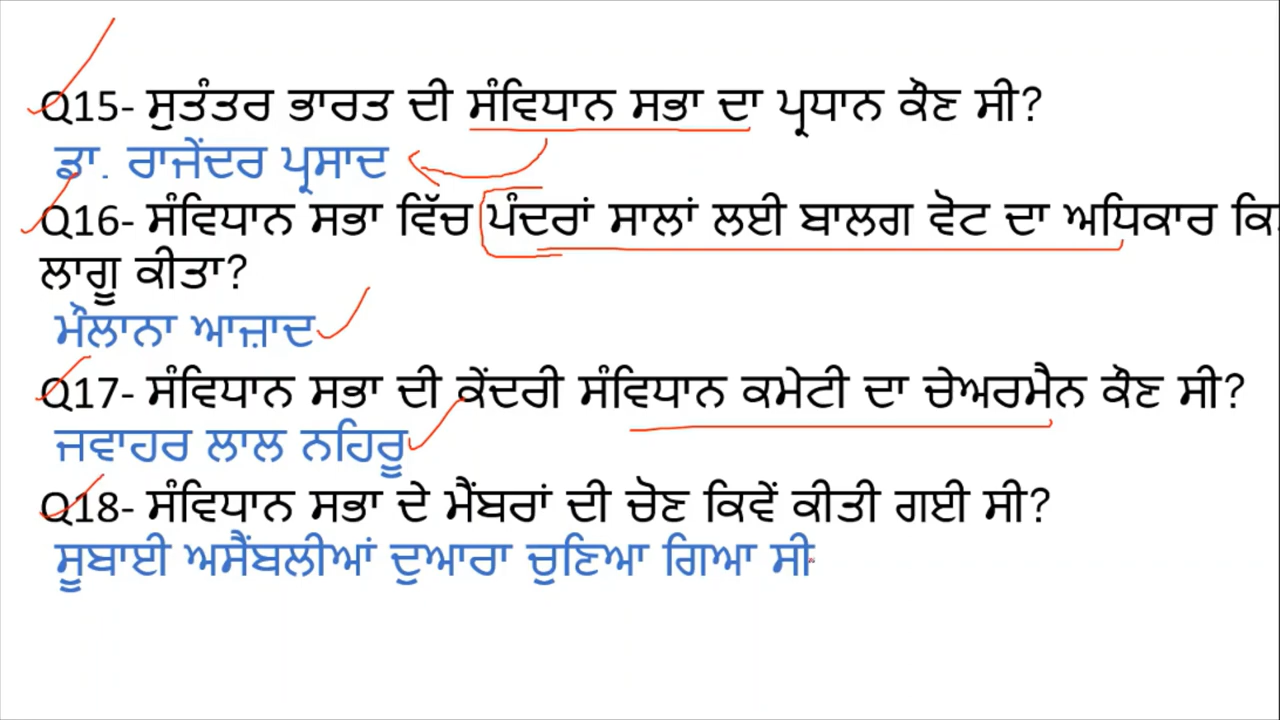 Q15- ਸੁਤੰਤਰ ਭਾਰਤ ਦੀ ਸੰਵਿਧਾਨ ਸਭਾ ਦਾ ਪ੍ਰਧਾਨ ਕੌਣ ਸੀ?
ਡਾ. ਰਾਜੇਂਦਰ ਪ੍ਰਸਾਦ
Q16- ਸੰਵਿਧਾਨ ਸਭਾ ਵਿੱਚ ਪੰਦਰਾਂ ਸਾਲਾਂ ਲਈ ਬਾਲਗ ਵੋਟ ਦਾ ਅਧਿਕਾਰ
ਲਾਗੂ ਕੀਤਾ?
ਮੌਲਾਨਾ ਆਜ਼ਾਦ
Q17- ਸੰਵਿਧਾਨ ਸਭਾ ਦੀ ਕੇਂਦਰੀ ਸੰਵਿਧਾਨ ਕਮੇਟੀ ਦਾ ਚੇਅਰਮੈਨ ਕੌਣ ਸੀ?
ਜਵਾਹਰ ਲਾਲ ਨਹਿਰੂ
Q18- ਸੰਵਿਧਾਨ ਸਭਾ ਦੇ ਮੈਂਬਰਾਂ ਦੀ ਚੋਣ ਕਿਵੇਂ ਕੀਤੀ ਗਈ ਸੀ?
ਸੂਬਾਈ ਅਸੈਂਬਲੀਆਂ ਦੁਆਰਾ ਚੁਣਿਆ ਗਿਆ ਸੀ